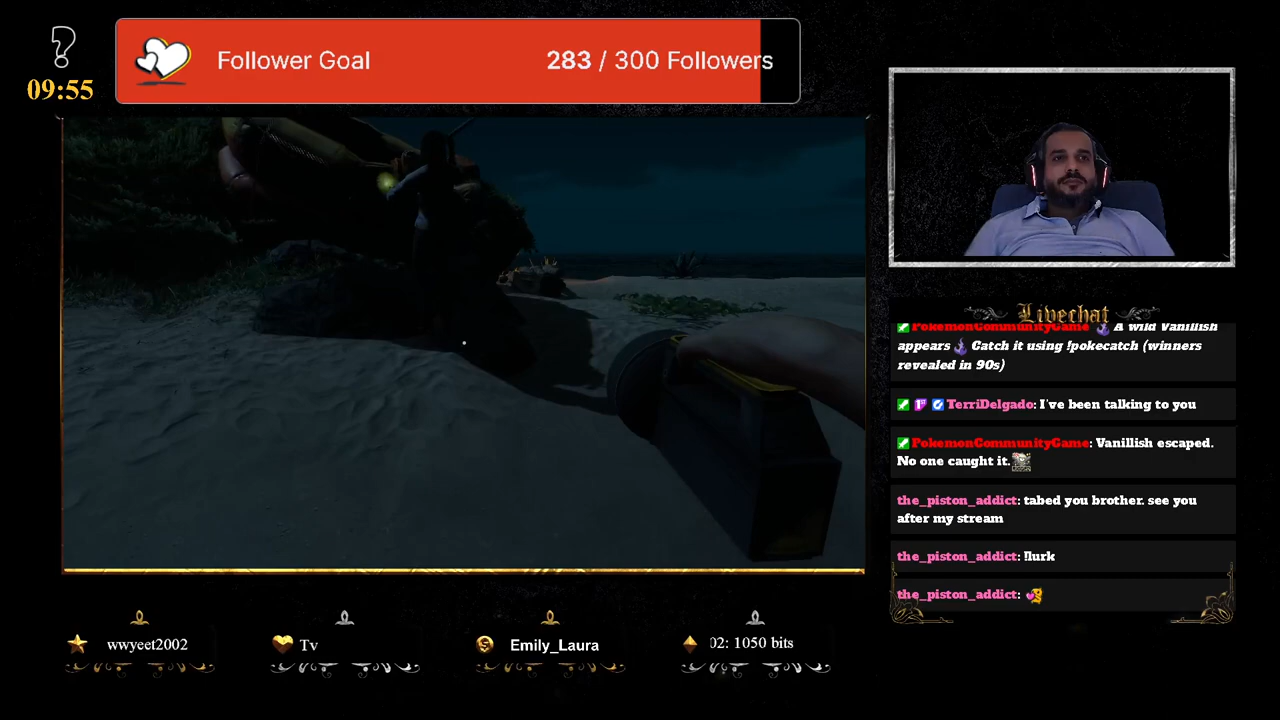 ?
09:55
Follower Goal
283 / 300 Followers
Livechat
PokemonCommunityGame A wild Vanillish
appears Catch it using !pokecatch (winners
revealed in 90s)
TerriDelgado: I've been talking to you
PokemonCommunityGame: Vanillish escaped.
No one caught it.
the_piston_addict: tabed you brother. see you
after my stream
the_piston_addict: !lurk
the_piston_addict:
wwyeet2002
Tv
Emily_Laura
02: 1050 bits